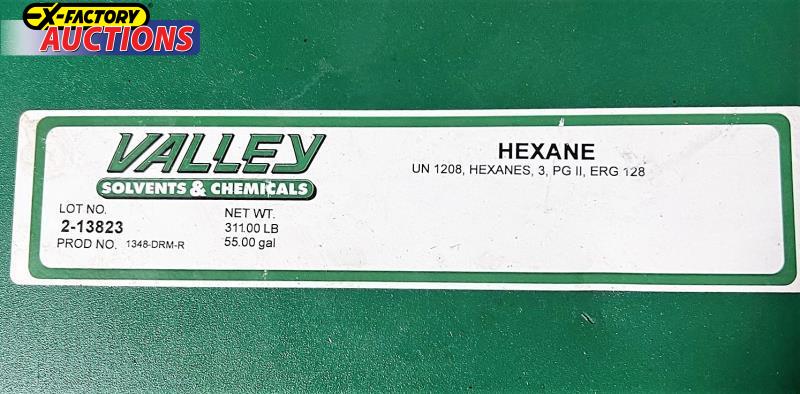 EX-FACTORY
AUCTIONS
VALLEY
SOLVENTS & CHEMICALS
LOT NO.
2-13823
PROD NO. 1348-DRM-R
NET WT.
311.00 LB
55.00 gal
HEXANE
UN 1208, HEXANES, 3, PG II, ERG 128